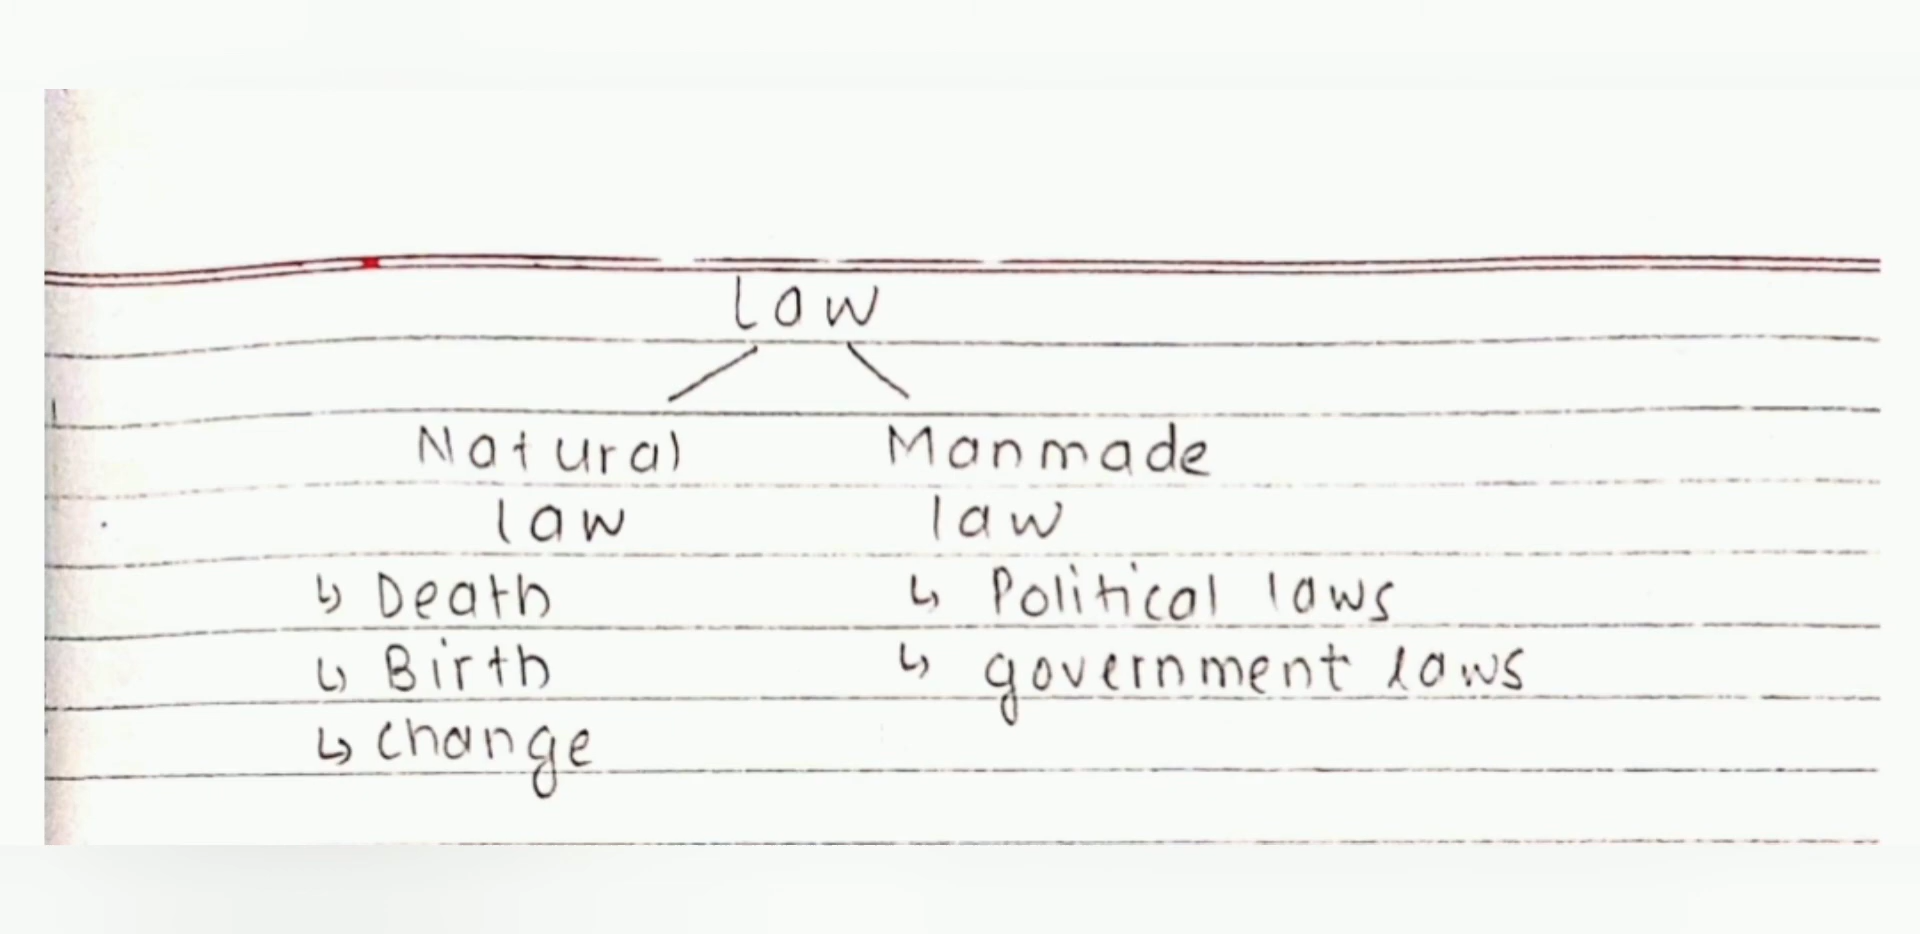 Law
Natural Manmade
law law
↳ Death ↳ Political laws
↳ Birth ↳ government laws
↳ change